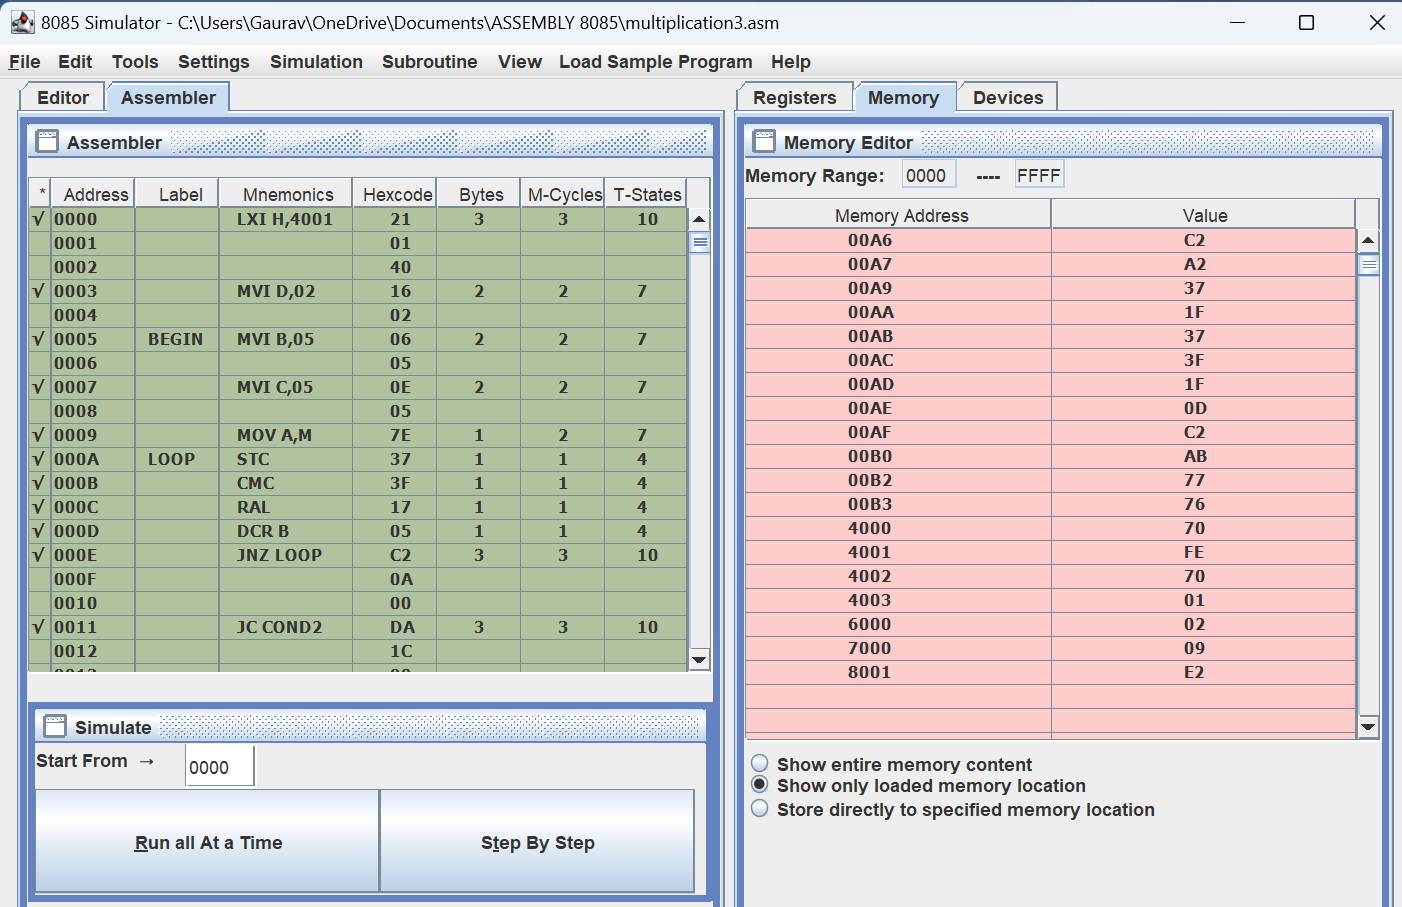 8085 Simulator - C:\Users\Gaurav\OneDrive\Documents\ASSEMBLY 8085\multiplication3.asm
File Edit Tools Settings Simulation Subroutine View Load Sample Program Help
Editor Assembler
Assembler
* Address Label Mnemonics Hexcode Bytes M-Cycles T-States
√ 0000 LXI H,4001 21 3 3 10
0001 01
0002 40
√ 0003 MVI D,02 16 2 2 7
0004 02
√ 0005 BEGIN MVI B,05 06 2 2 7
0006 05
√ 0007 MVI C,05 0E 2 2 7
0008 05
√ 0009 MOV A,M 7E 1 2 7
√ 000A LOOP STC 37 1 1 4
√ 000B CMC 3F 1 1 4
√ 000C RAL 17 1 1 4
√ 000D DCR B 05 1 1 4
√ 000E JNZ LOOP C2 3 3 10
000F 0A
0010 00
√ 0011 JC COND2 DA 3 3 10
0012 1C
Simulate
Start From → 0000
Run all At a Time Step By Step
Registers Memory Devices
Memory Editor
Memory Range: 0000 ---- FFFF
Memory Address Value
00A6 C2
00A7 A2
00A9 37
00AA 1F
00AB 37
00AC 3F
00AD 1F
00AE 0D
00AF C2
00B0 AB
00B2 77
00B3 76
4000 70
4001 FE
4002 70
4003 01
6000 02
7000 09
8001 E2
Show entire memory content
Show only loaded memory location
Store directly to specified memory location